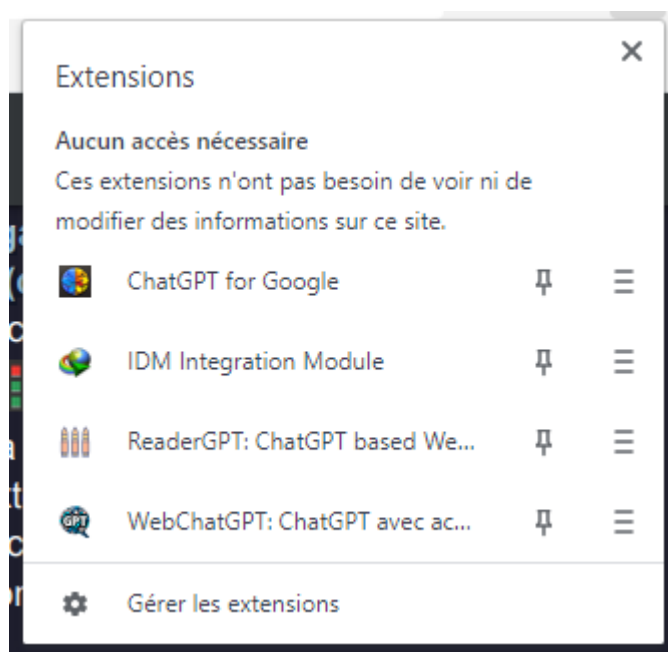 Extensions
Aucun accès nécessaire
Ces extensions n'ont pas besoin de voir ni de
modifier des informations sur ce site.
ChatGPT for Google
IDM Integration Module
ReaderGPT: ChatGPT based We...
GPT
WebChatGPT: ChatGPT avec ac...
Gérer les extensions